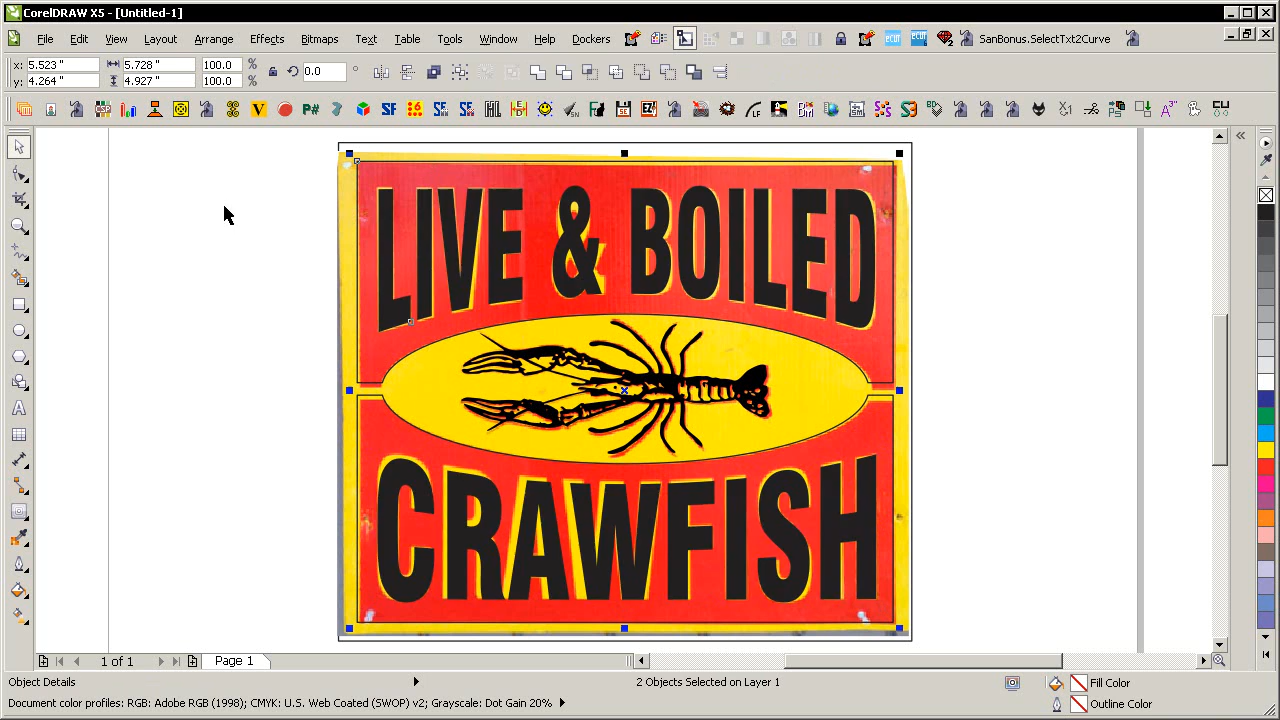 CorelDRAW X5 - [Untitled-1]
File Edit View Layout Arrange Effects Bitmaps Text Table Tools Window Help Dockers SanBonus.SelectTxt2Curve
x: 5.523 " 5.728 " 100.0 %
y: 4.264 " 4.927 " 100.0 % 0.0 °
LIVE & BOILED
CRAWFISH
1 of 1 Page 1
Object Details 2 Objects Selected on Layer 1 Fill Color
Document color profiles: RGB: Adobe RGB (1998); CMYK: U.S. Web Coated (SWOP) v2; Grayscale: Dot Gain 20% Outline Color